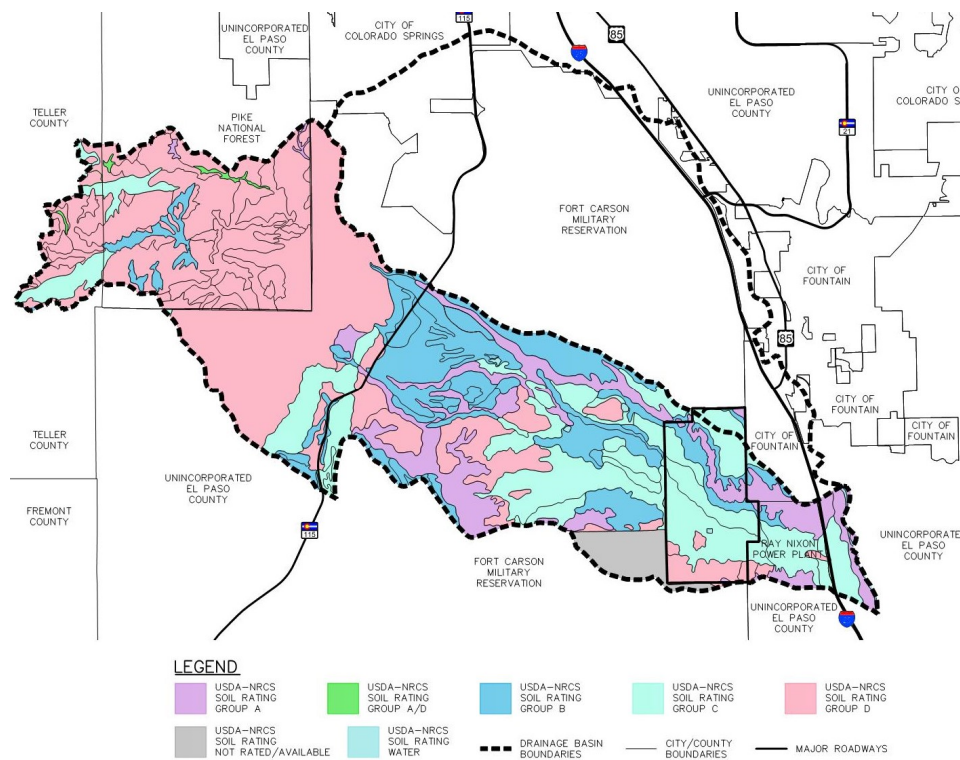 115
UNINCORPORATED
EL PASO
COUNTY
CITY OF
COLORADO SPRINGS
85
TELLER
COUNTY
PIKE
NATIONAL
FOREST
UNINCORPORATED
EL PASO
COUNTY
CITY O
COLORADO S
21
FORT CARSON
MILITARY
RESERVATION
CITY OF
FOUNTAIN
85
CITY OF
FOUNTAIN
CITY OF
FOUNTAIN
CITY OF
FOUNTAIN
TELLER
COUNTY
UNINCORPORATED
EL PASO
COUNTY
FREMONT
COUNTY
115
FORT CARSON
MILITARY
RESERVATION
RAY NIXON
POWER PLANT
UNINCORPORATE
EL PASO
COUNTY
UNINCORPORATED
EL PASO
COUNTY
LEGEND
USDA-NRCS
SOIL RATING
GROUP A
USDA-NRCS
SOIL RATING
GROUP A/D
USDA-NRCS
SOIL RATING
GROUP B
USDA-NRCS
SOIL RATING
GROUP C
USDA-NRCS
SOIL RATING
GROUP D
USDA-NRCS
SOIL RATING
NOT RATED/AVAILABLE
USDA-NRCS
SOIL RATING
WATER
DRAINAGE BASIN
BOUNDARIES
CITY/COUNTY
BOUNDARIES
MAJOR ROADWAYS